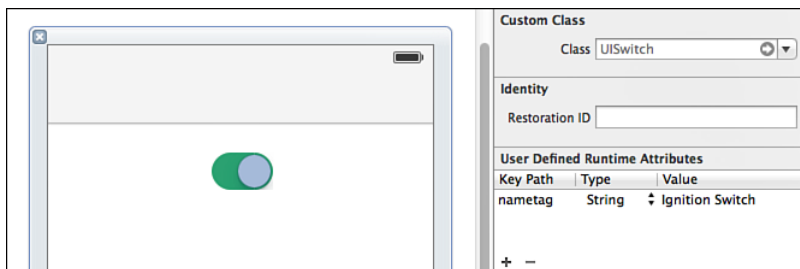 Custom Class
Class UISwitch
Identity
Restoration ID
User Defined Runtime Attributes
Key Path Type Value
nametag String Ignition Switch
+ −